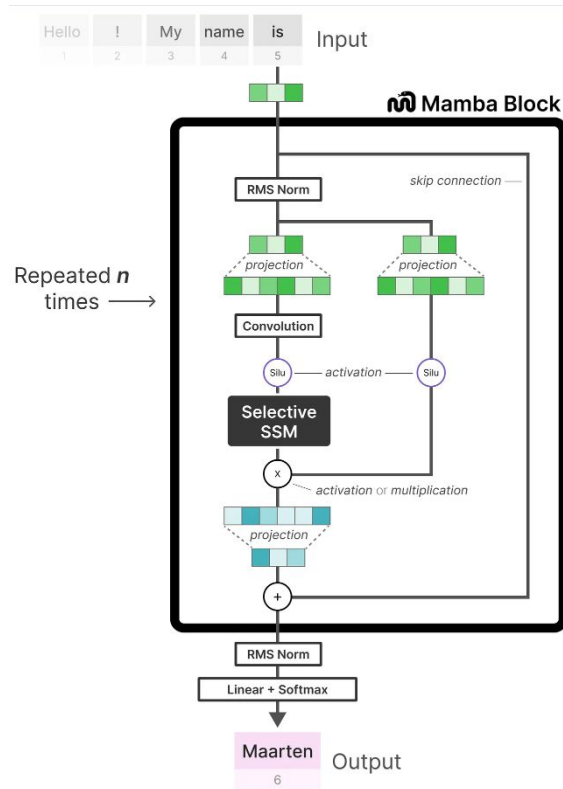 Hello ! My name is
1 2 3 4 5
Input
Mamba Block
skip connection
RMS Norm
projection projection
Repeated n
times
Convolution
Silu activation Silu
Selective
SSM
x
activation or multiplication
projection
+
RMS Norm
Linear + Softmax
Maarten
6
Output